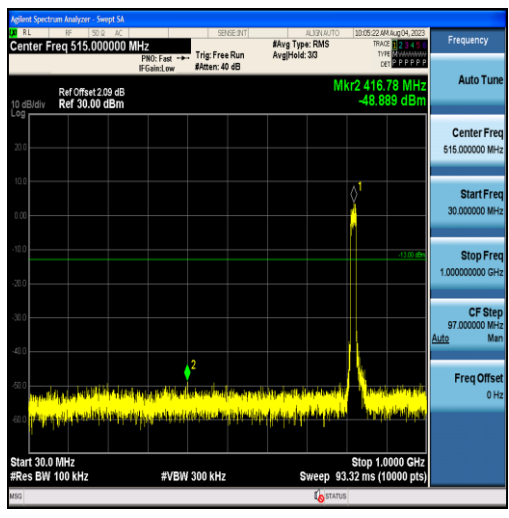 Agilent Spectrum Analyzer - Swept SA
RL RF 50 Ω AC SENSE:INT ALIGN AUTO 10:05:22 AM Aug 04, 2023
Center Freq 515.000000 MHz
#Avg Type: RMS
TRACE 1 2 3 4 5 6
PNO: Fast
Trig: Free Run
Avg|Hold: 3/3
TYPE
IFGain:Low
#Atten: 40 dB
DET P P P P P P
Mkr2 416.78 MHz
Ref Offset 2.09 dB
10 dB/div Ref 30.00 dBm
-48.889 dBm
Log
20.0
10.0
1
0.00
-10.0
-13.00 dBm
-20.0
-30.0
-40.0
2
-50.0
-60.0
Start 30.0 MHz
Stop 1.0000 GHz
#Res BW 100 kHz
#VBW 300 kHz
Sweep 93.32 ms (10000 pts)
MSG
STATUS
Frequency
Auto Tune
Center Freq
515.000000 MHz
Start Freq
30.000000 MHz
Stop Freq
1.000000000 GHz
CF Step
97.000000 MHz
Auto Man
Freq Offset
0 Hz